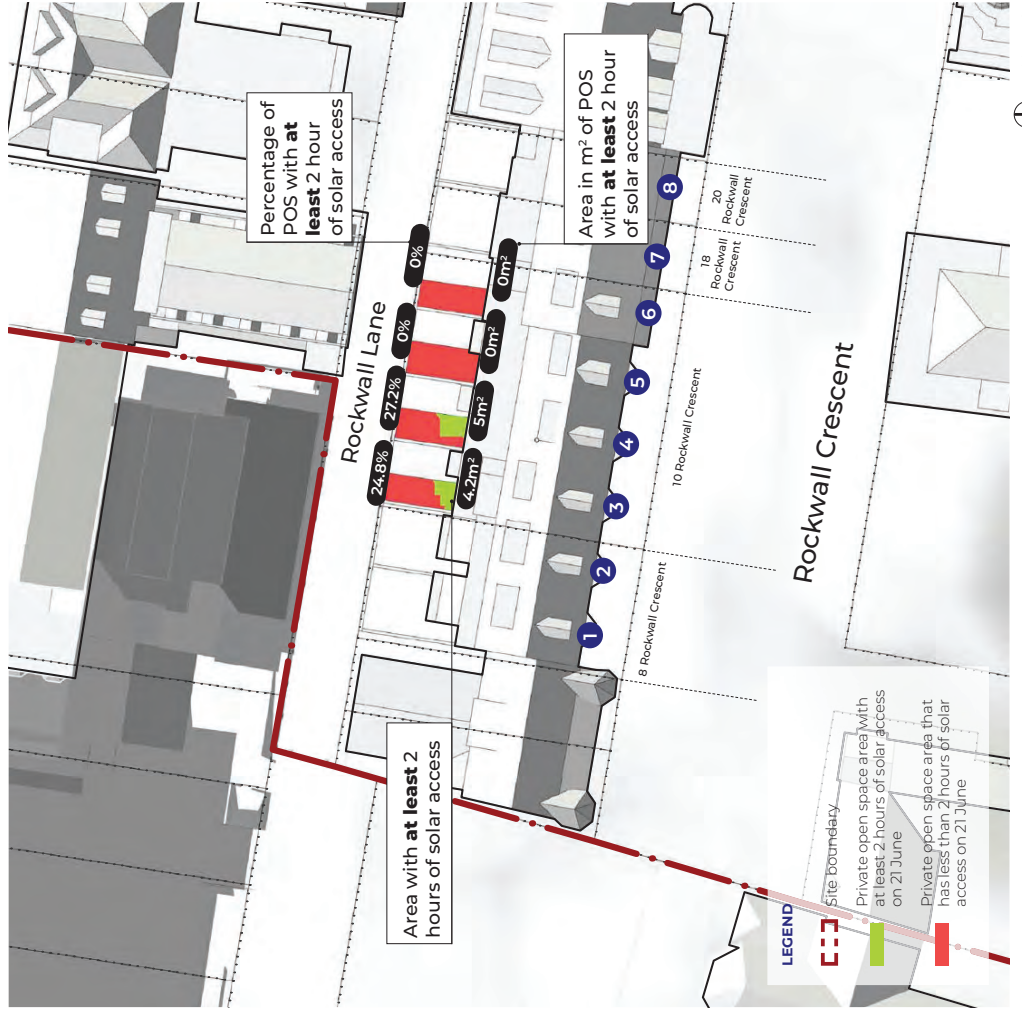 Percentage of
POS with at
least 2 hour
of solar access
Area in m² of POS
with at least 2 hour
of solar access
Area with at least 2
hours of solar access
Rockwall Lane
24.8%
27.2%
0%
0%
4.2m²
5m²
0m²
0m²
1
2
3
4
5
6
7
8
8 Rockwall Crescent
10 Rockwall Crescent
18
Rockwall
Crescent
20
Rockwall
Crescent
Rockwall Crescent
LEGEND
Site boundary
Private open space area with
at least 2 hours of solar access
on 21 June
Private open space area that
has less than 2 hours of solar
access on 21 June